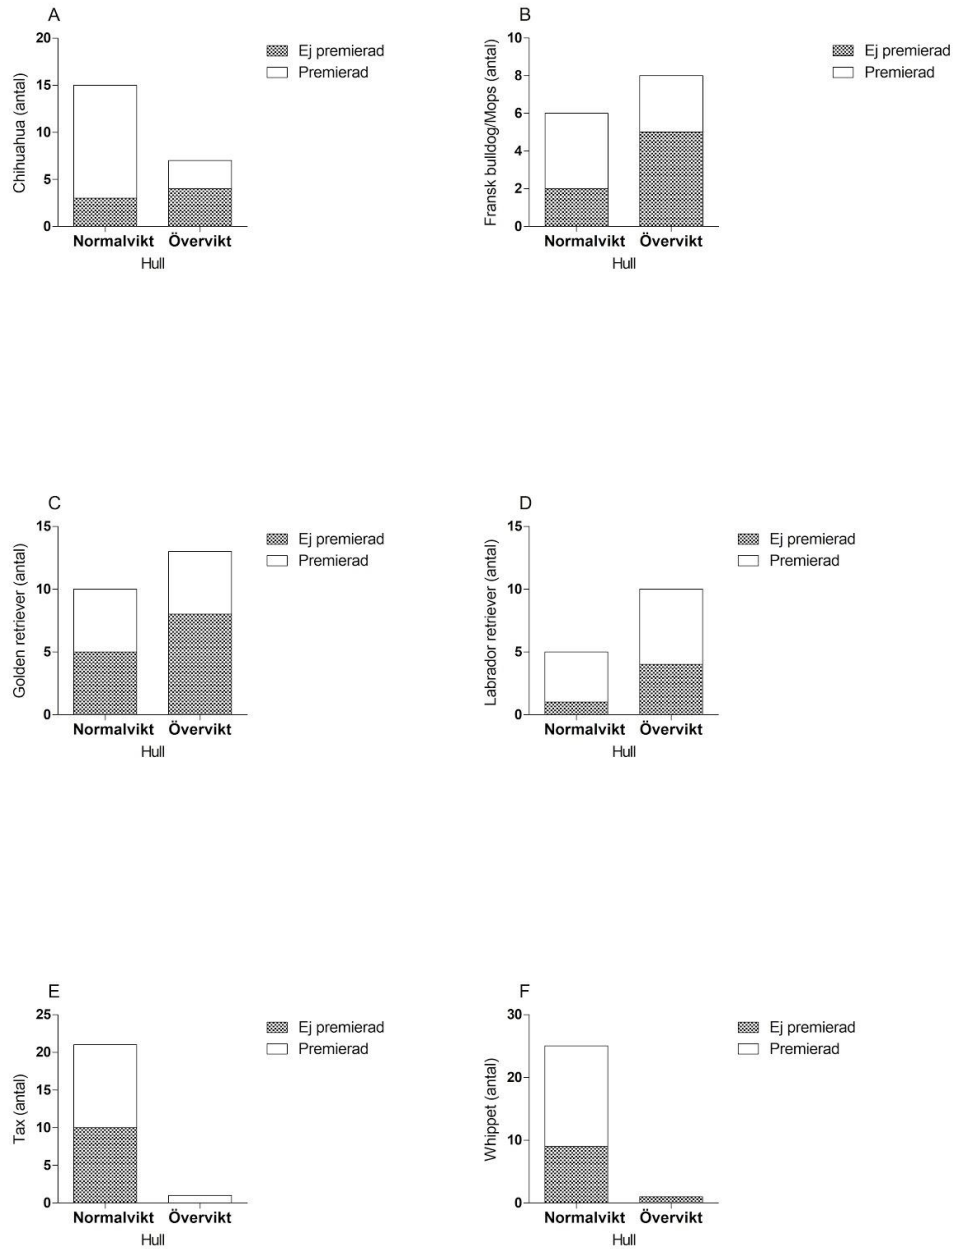 A
20
15
10
5
0
Chihuahua (antal)
Normalvikt Övervikt
Hull
Ej premierad
Premierad
B
10
8
6
4
2
0
Fransk bulldog/Mops (antal)
Normalvikt Övervikt
Hull
Ej premierad
Premierad
C
15
10
5
0
Golden retriever (antal)
Normalvikt Övervikt
Hull
Ej premierad
Premierad
D
15
10
5
0
Labrador retriever (antal)
Normalvikt Övervikt
Hull
Ej premierad
Premierad
E
25
20
15
10
5
0
Tax (antal)
Normalvikt Övervikt
Hull
Ej premierad
Premierad
F
30
20
10
0
Whippet (antal)
Normalvikt Övervikt
Hull
Ej premierad
Premierad